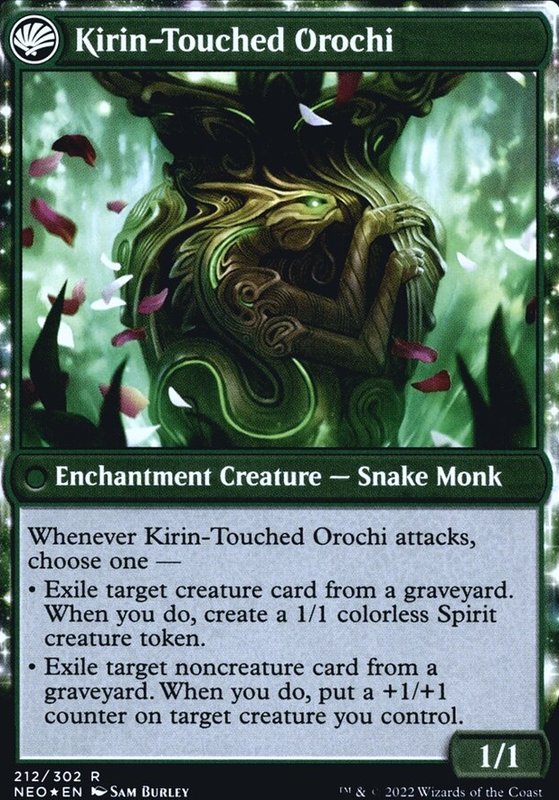 Kirin-Touched Orochi
Enchantment Creature — Snake Monk
Whenever Kirin-Touched Orochi attacks,
choose one —
• Exile target creature card from a graveyard.
When you do, create a 1/1 colorless Spirit
creature token.
• Exile target noncreature card from a
graveyard. When you do, put a +1/+1
counter on target creature you control.
1/1
212/302 R
NEO★EN Sam Burley
™ & © 2022 Wizards of the Coast